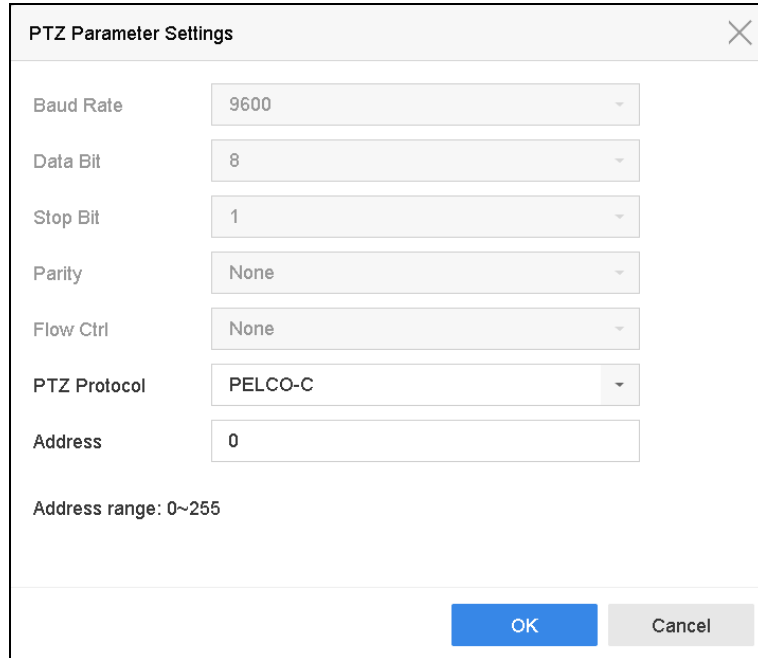 PTZ Parameter Settings
Baud Rate 9600
Data Bit 8
Stop Bit 1
Parity None
Flow Ctrl None
PTZ Protocol PELCO-C
Address 0
Address range: 0~255
OK Cancel